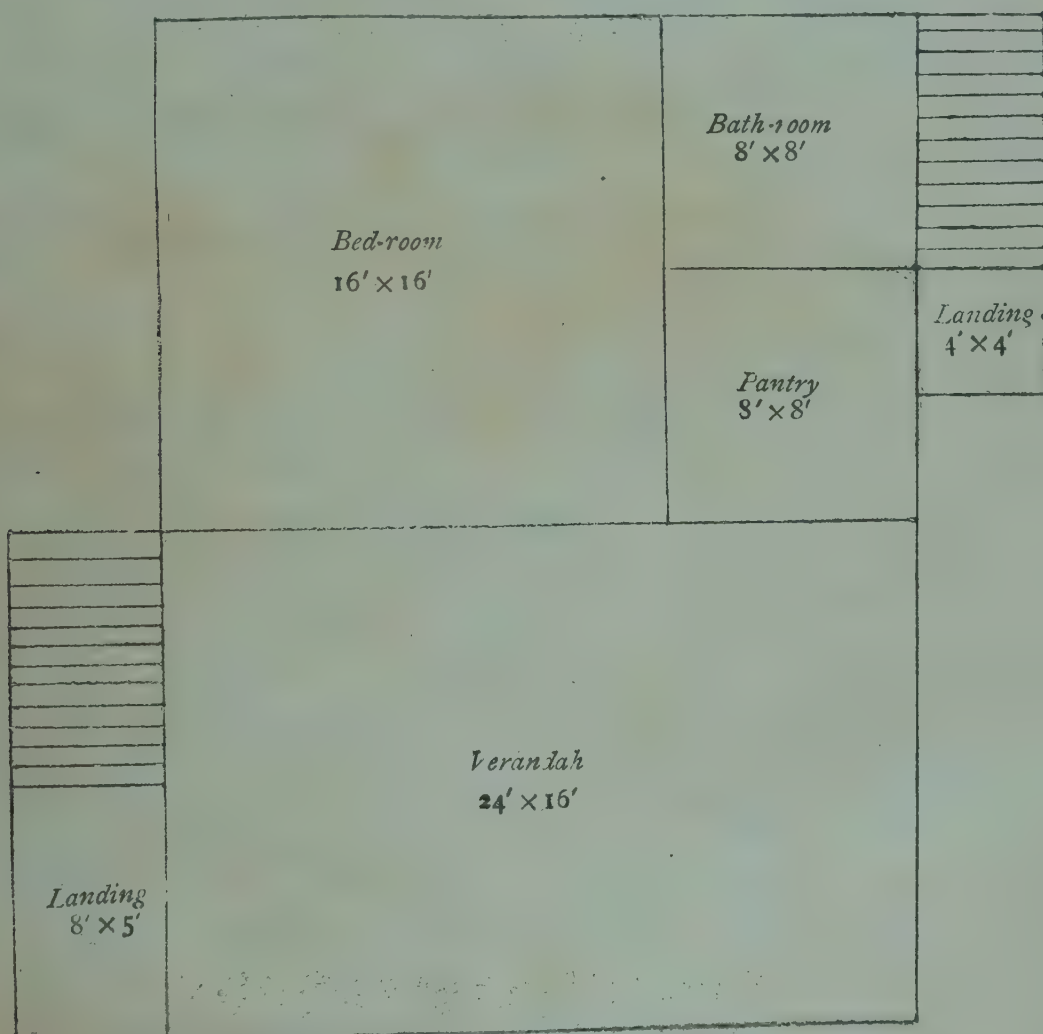 Bath-room
8' × 8'
Bed-room
16' × 16'
Landing
4' × 4'
Pantry
8' × 8'
Verandah
24' × 16'
Landing
8' × 5'